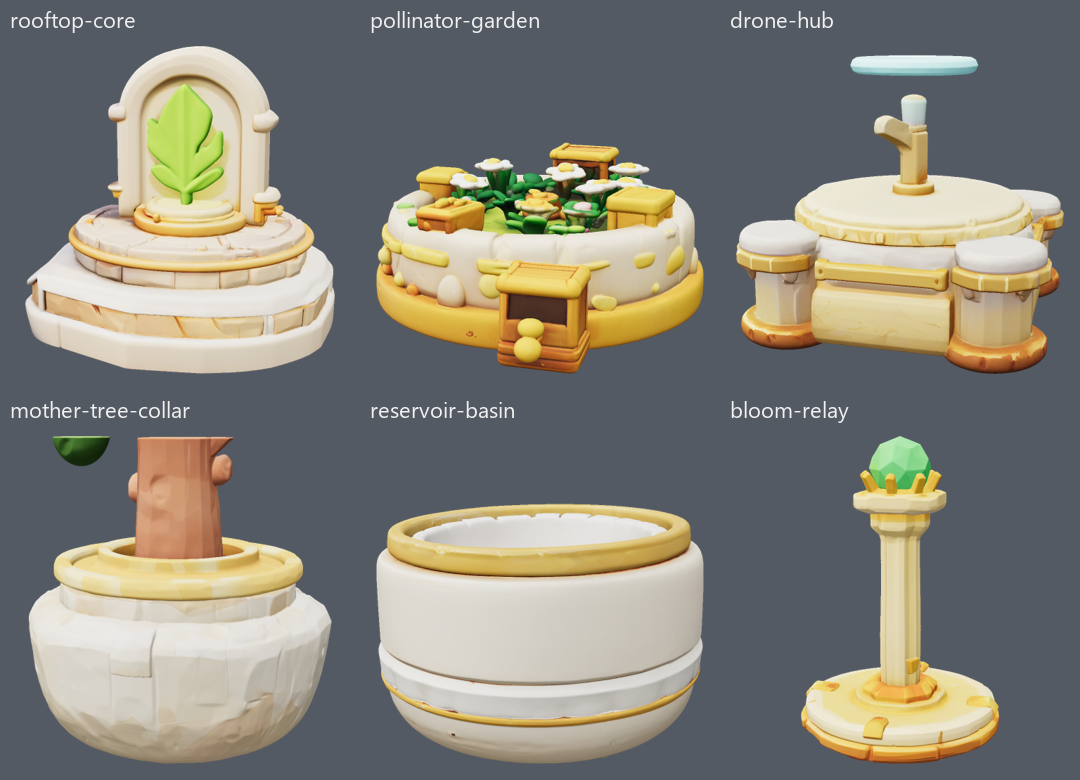 rooftop-core
pollinator-garden
drone-hub
mother-tree-collar
reservoir-basin
bloom-relay